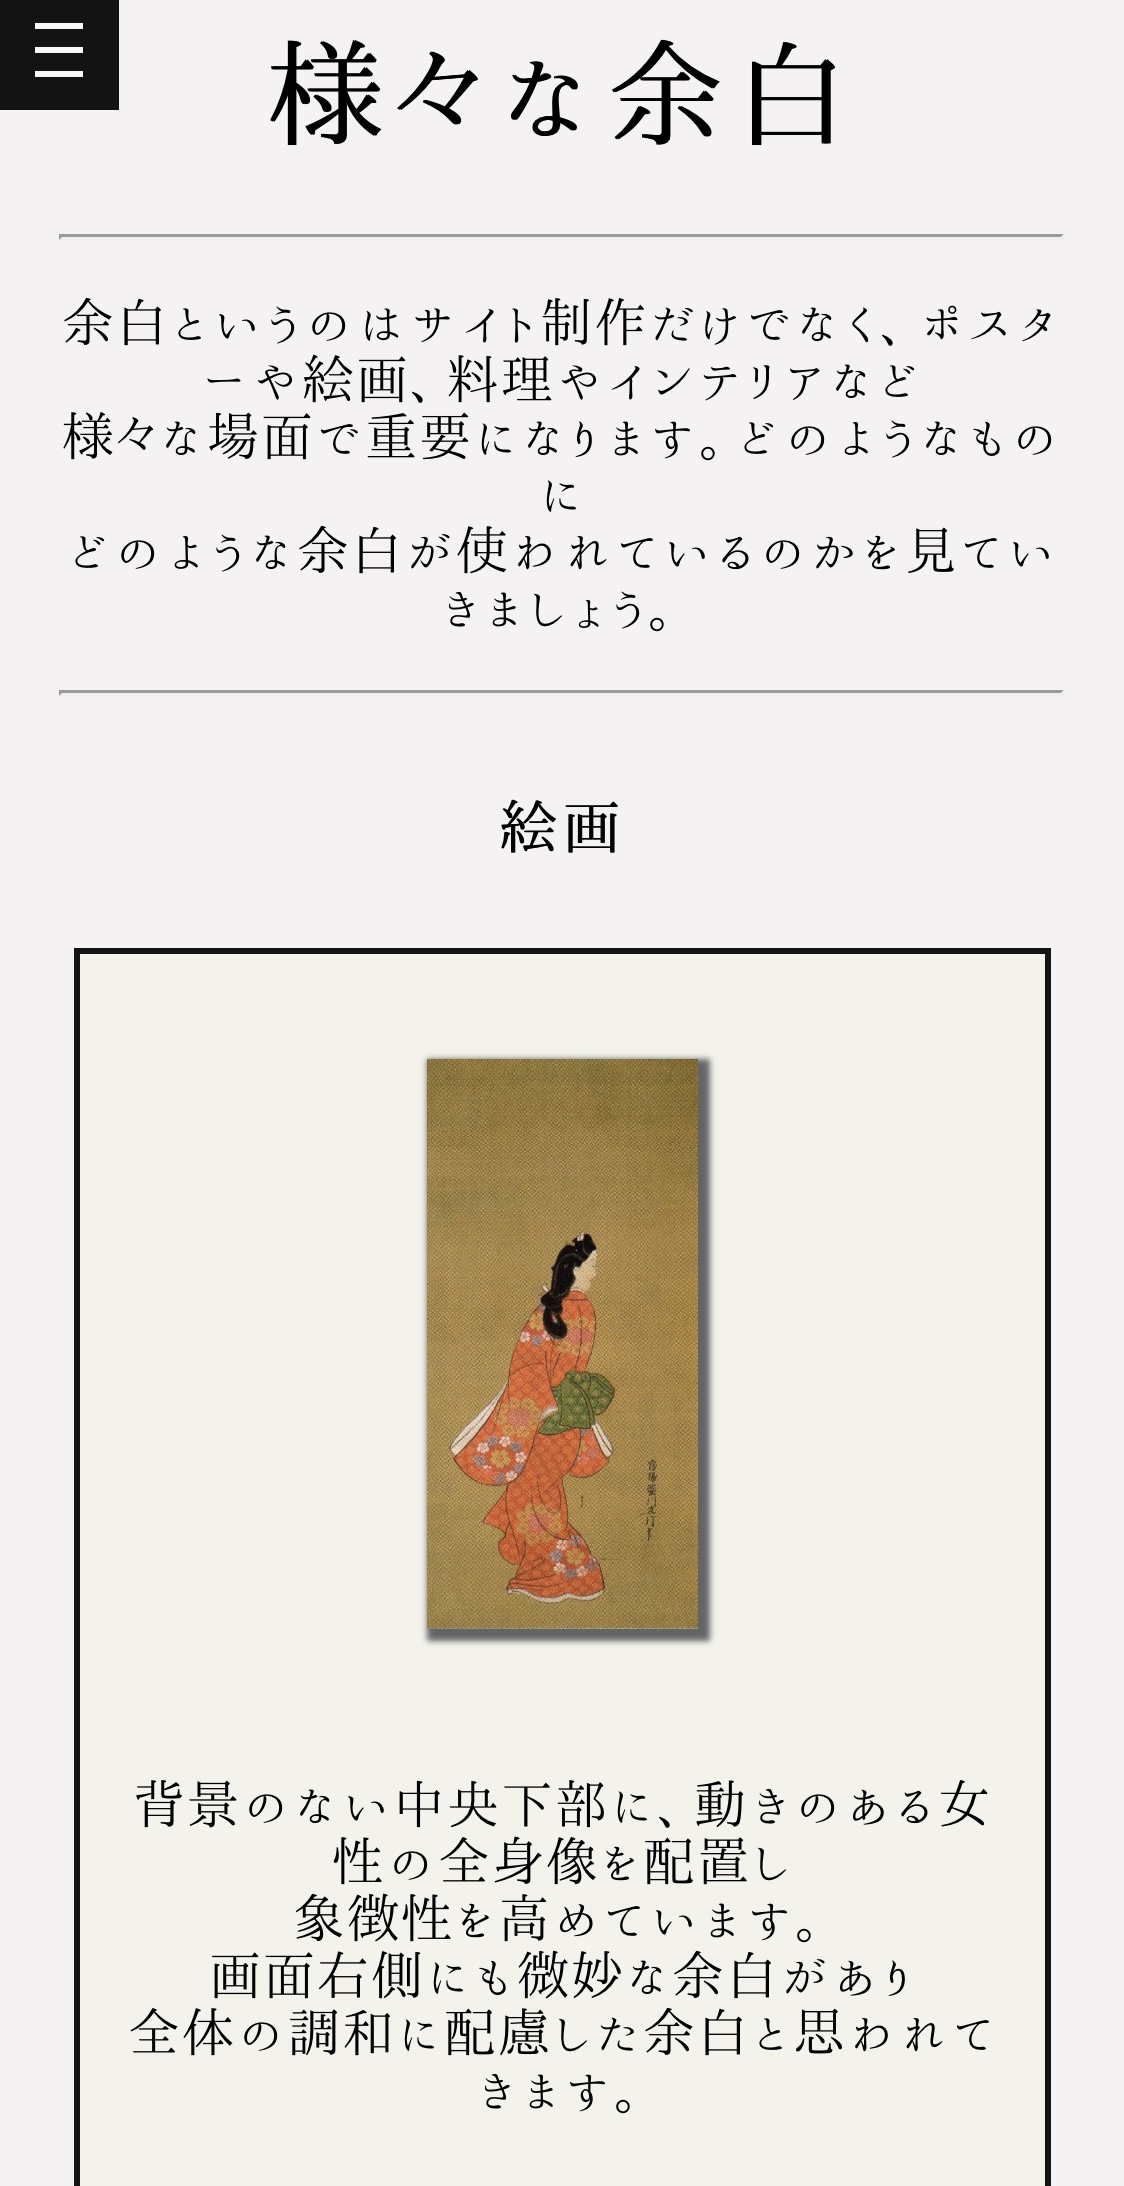 様々な余白
余白というのはサイト制作だけでなく、ポスタ
ーや絵画、料理やインテリアなど
様々な場面で重要になります。どのようなもの
に
どのような余白が使われているのかを見てい
きましょう。
絵画
背景のない中央下部に、動きのある女
性の全身像を配置し
象徴性を高めています。
画面右側にも微妙な余白があり
全体の調和に配慮した余白と思われて
きます。